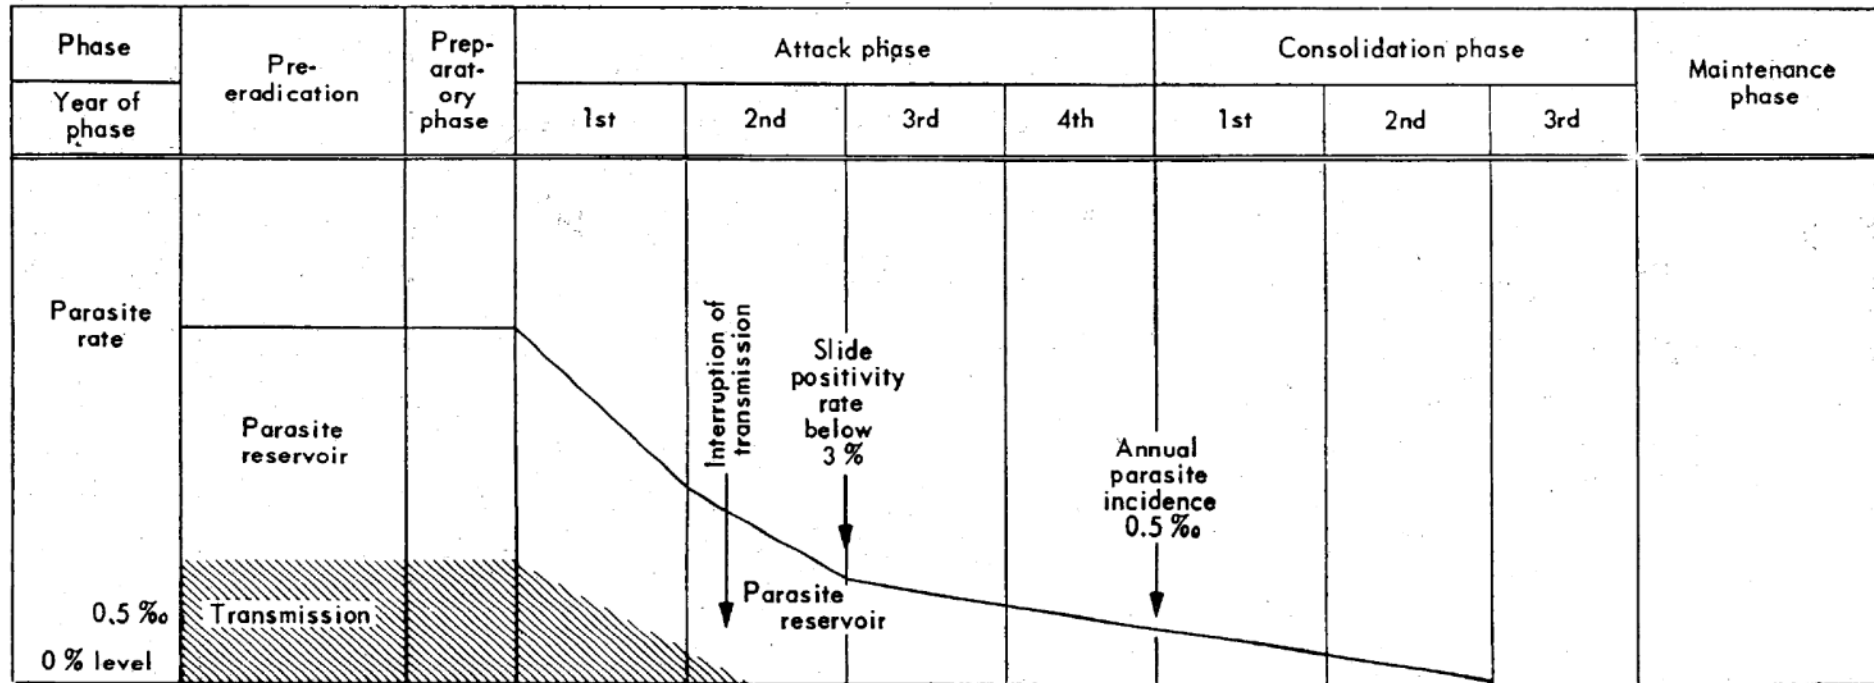 Phase
Pre-
eradication
Prep-
arat-
ory
phase
Attack phase
Consolidation phase
Maintenance
phase
Year of
phase
1st
2nd
3rd
4th
1st
2nd
3rd
Parasite
rate
Parasite
reservoir
Interruption of
transmission
Slide
positivity
rate
below
3 %
Annual
parasite
incidence
0.5 ‰
Parasite
reservoir
0.5 ‰
Transmission
0 % level